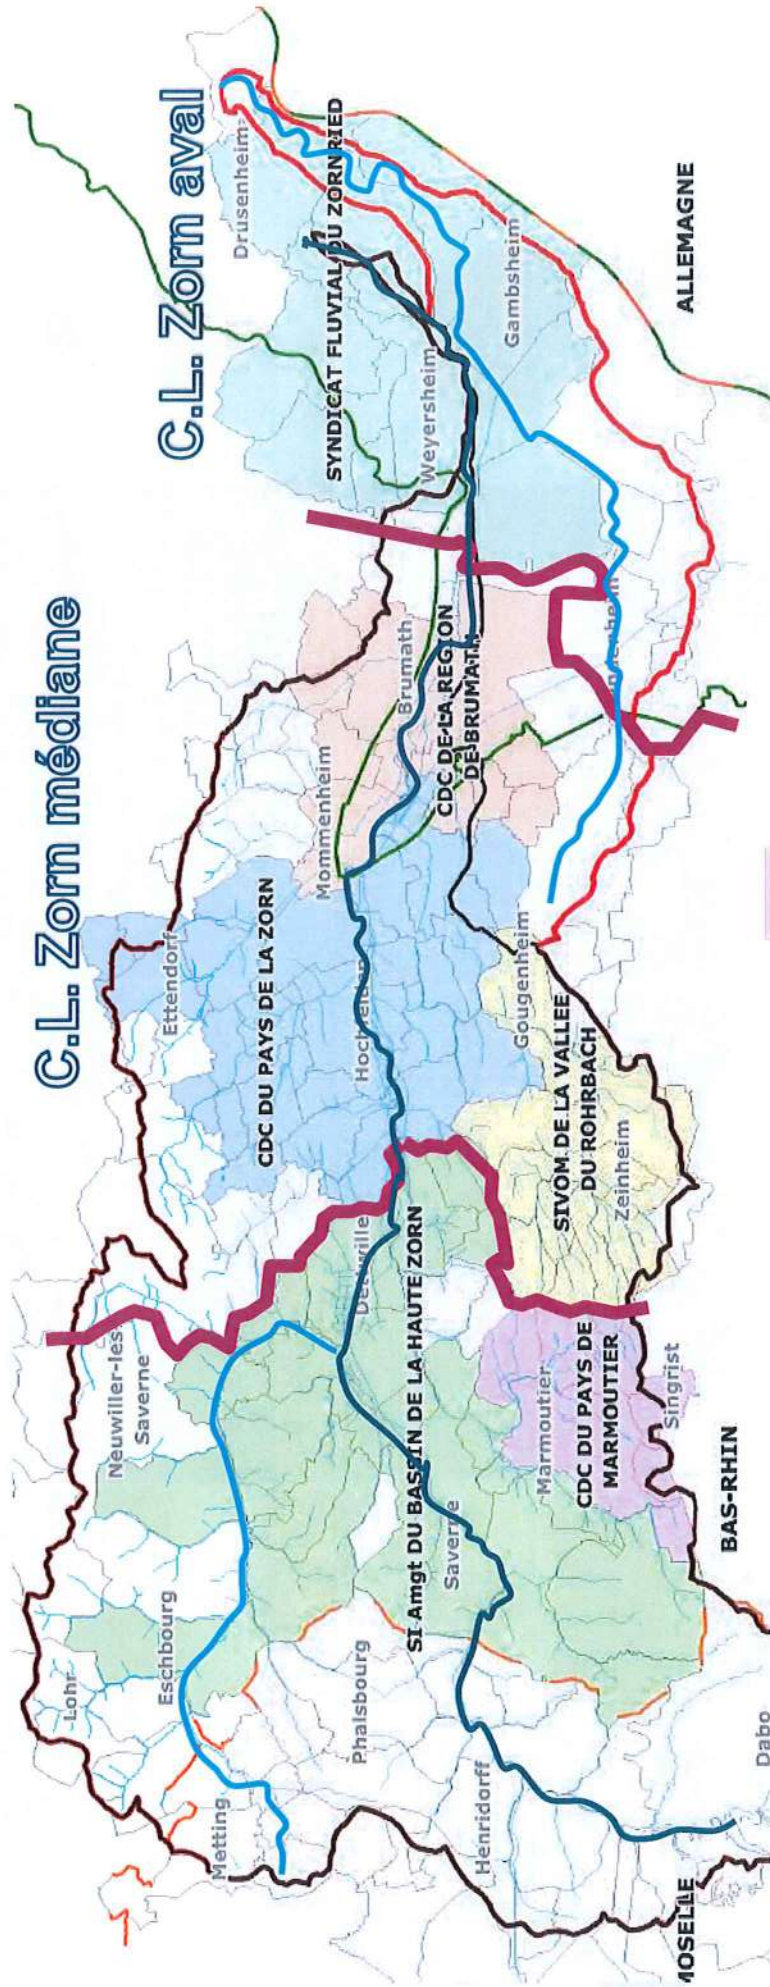 C.L. Zorn médiane
C.L. Zorn aval
Lohr
Eschbourg
Metting
Phalsbourg
Henridorff
Dabo
MOSELLE
Neuwiller-les
Saverne
SI Amgt DU BASSIN DE LA HAUTE ZORN
Saverne
Marmoutier
CDC DU PAYS DE
MARMOUTIER
Singrist
BAS-RHIN
Ettendorf
CDC DU PAYS DE LA ZORN
Gougenheim
SIVOM DE LA VALLEE
DU ROHRBACH
Zeinheim
Mommenheim
Brumath
CDC DE LA REGION
DE BRUMATH
Drusenheim
SYNDICAT FLUVIAL DU ZORNRIED
Weyersheim
Gambsheim
ALLEMAGNE